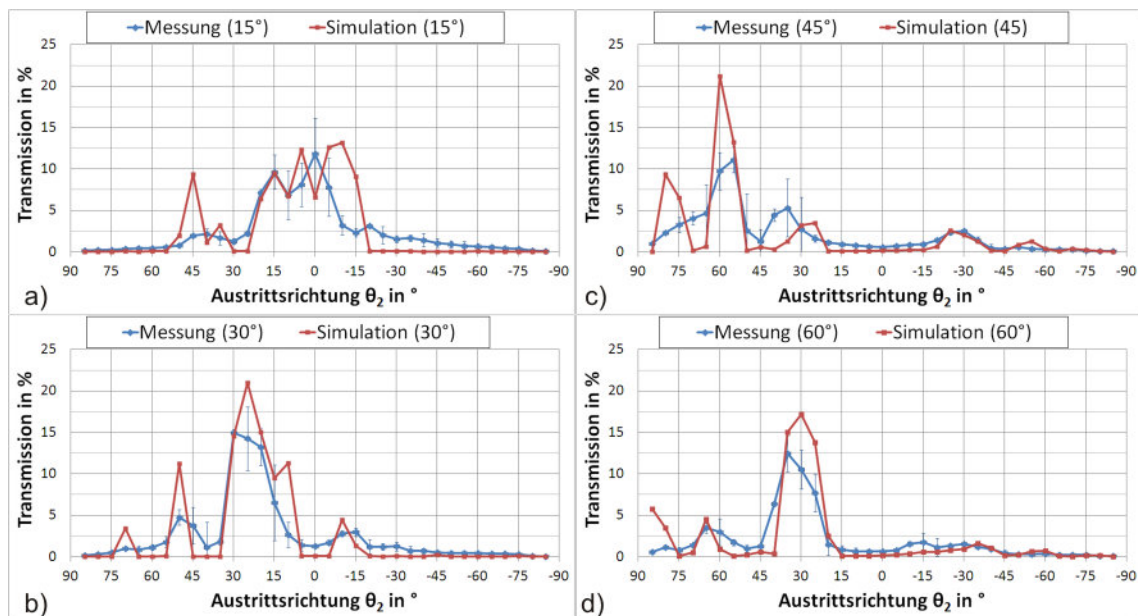 Messung (15°) Simulation (15°)
Transmission in %
25
20
15
10
5
0
90 75 60 45 30 15 0 -15 -30 -45 -60 -75 -90
a) Austrittsrichtung θ₂ in °
Messung (45°) Simulation (45)
Transmission in %
25
20
15
10
5
0
90 75 60 45 30 15 0 -15 -30 -45 -60 -75 -90
c) Austrittsrichtung θ₂ in °
Messung (30°) Simulation (30°)
Transmission in %
25
20
15
10
5
0
90 75 60 45 30 15 0 -15 -30 -45 -60 -75 -90
b) Austrittsrichtung θ₂ in °
Messung (60°) Simulation (60°)
Transmission in %
25
20
15
10
5
0
90 75 60 45 30 15 0 -15 -30 -45 -60 -75 -90
d) Austrittsrichtung θ₂ in °